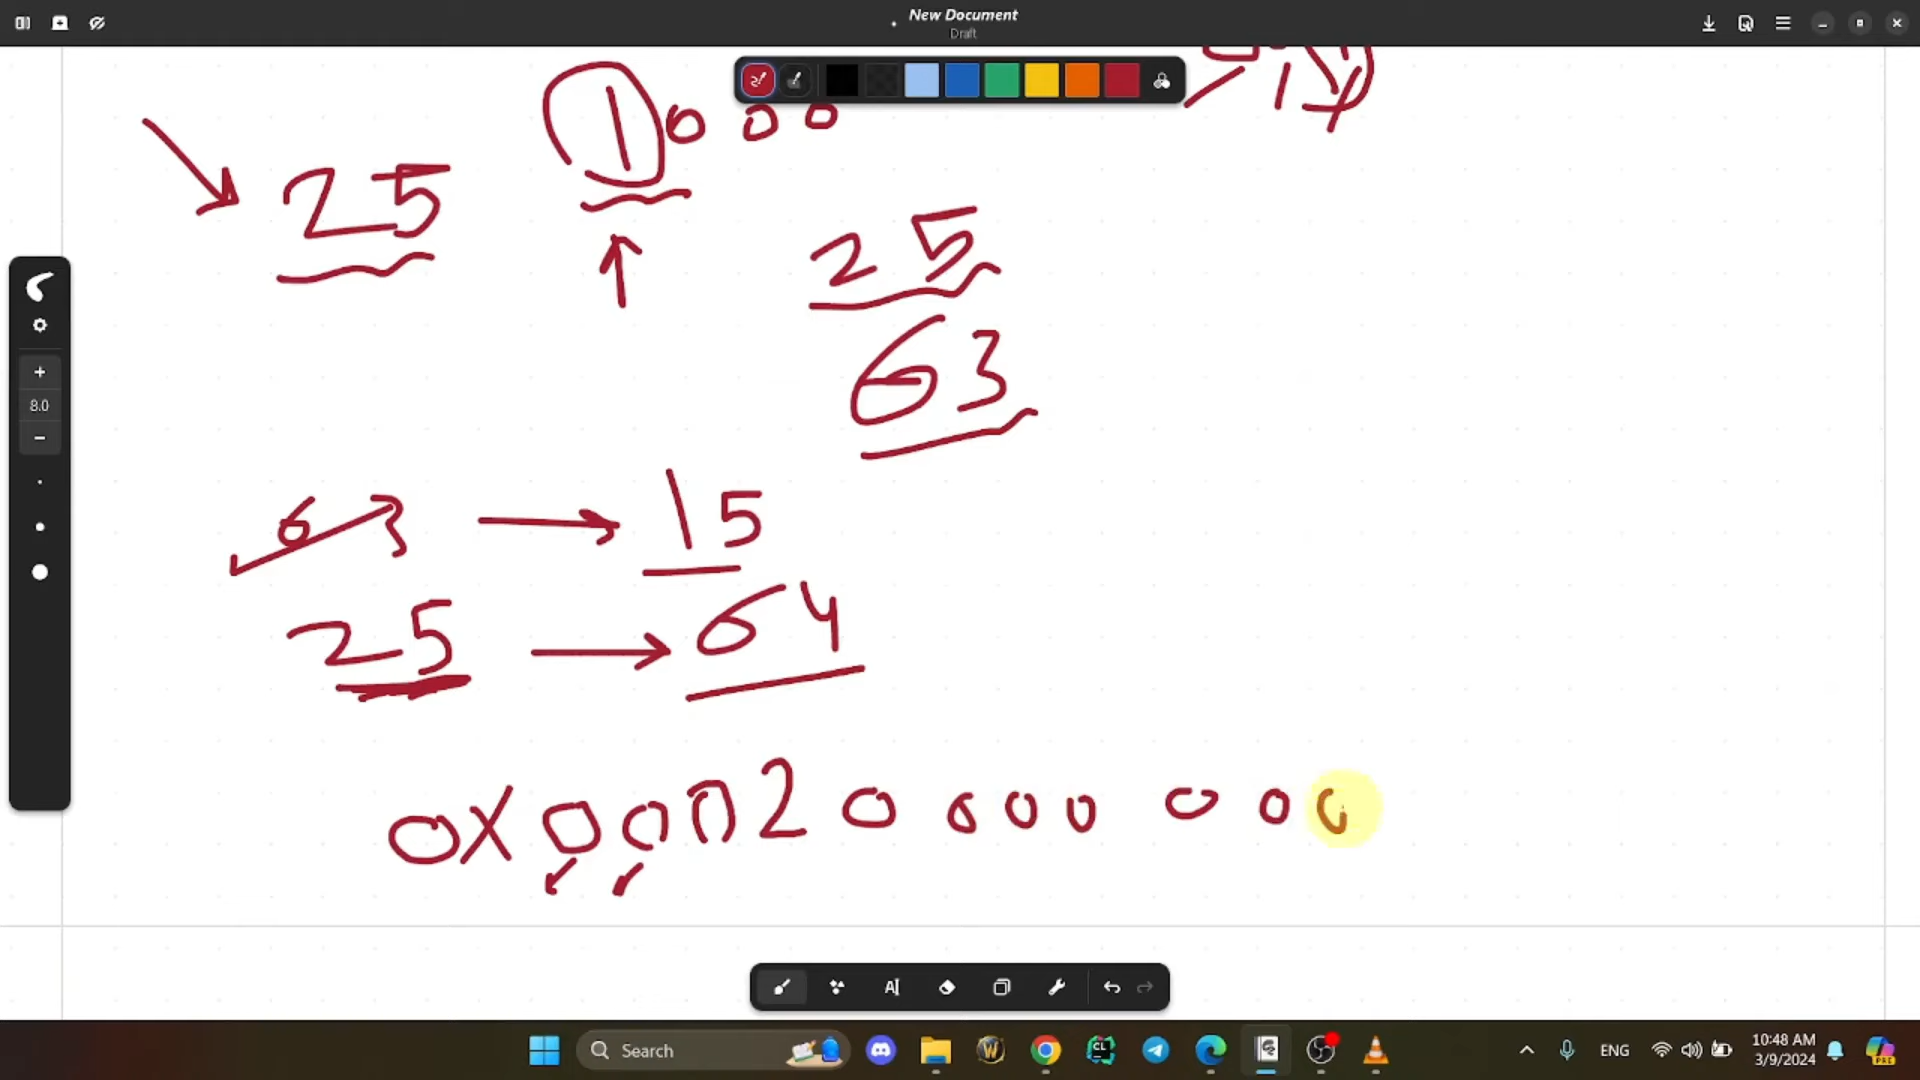 New Document
Draft
1000
25
25
63
8.0
63 → 15
25 → 64
0x00020000000
Search
ENG
10:48 AM
3/9/2024